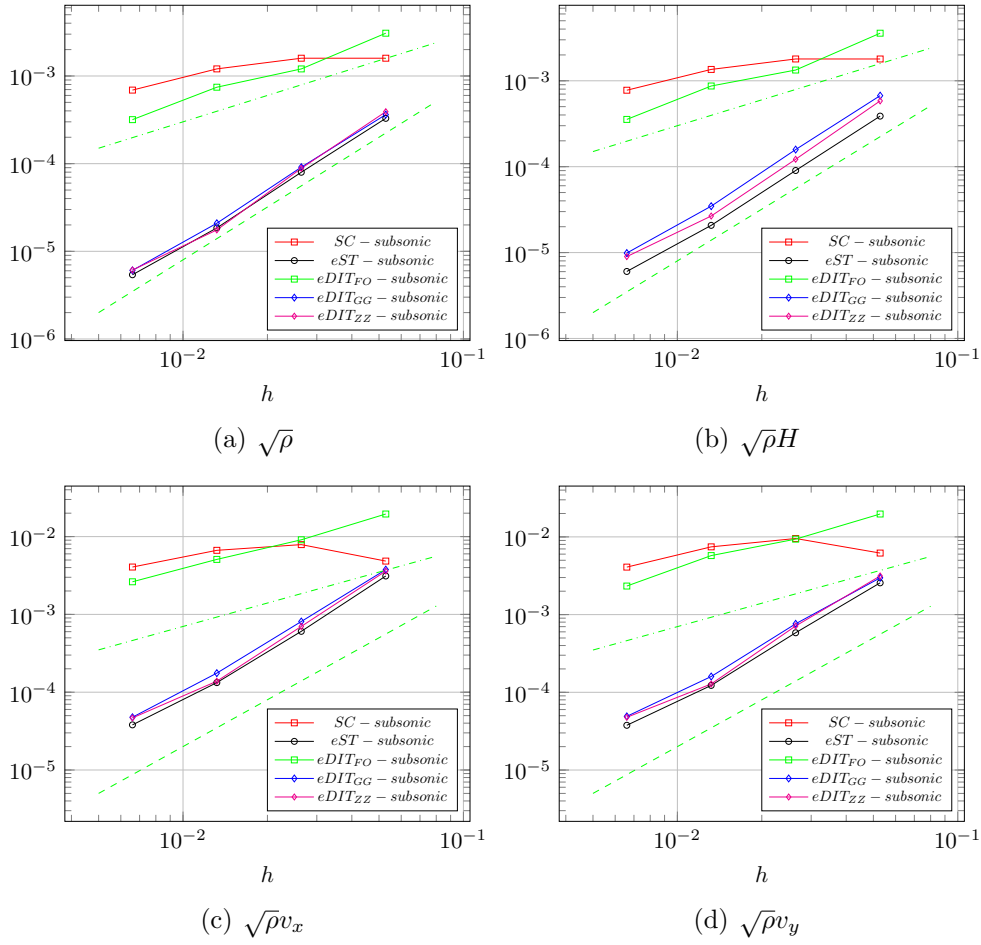 10⁻³
10⁻⁴
10⁻⁵
10⁻⁶
SC − subsonic
eST − subsonic
eDIT_FO − subsonic
eDIT_GG − subsonic
eDIT_ZZ − subsonic
10⁻² 10⁻¹
h
(a) √ρ
10⁻³
10⁻⁴
10⁻⁵
10⁻⁶
SC − subsonic
eST − subsonic
eDIT_FO − subsonic
eDIT_GG − subsonic
eDIT_ZZ − subsonic
10⁻² 10⁻¹
h
(b) √ρH
10⁻²
10⁻³
10⁻⁴
10⁻⁵
SC − subsonic
eST − subsonic
eDIT_FO − subsonic
eDIT_GG − subsonic
eDIT_ZZ − subsonic
10⁻² 10⁻¹
h
(c) √ρv_x
10⁻²
10⁻³
10⁻⁴
10⁻⁵
SC − subsonic
eST − subsonic
eDIT_FO − subsonic
eDIT_GG − subsonic
eDIT_ZZ − subsonic
10⁻² 10⁻¹
h
(d) √ρv_y